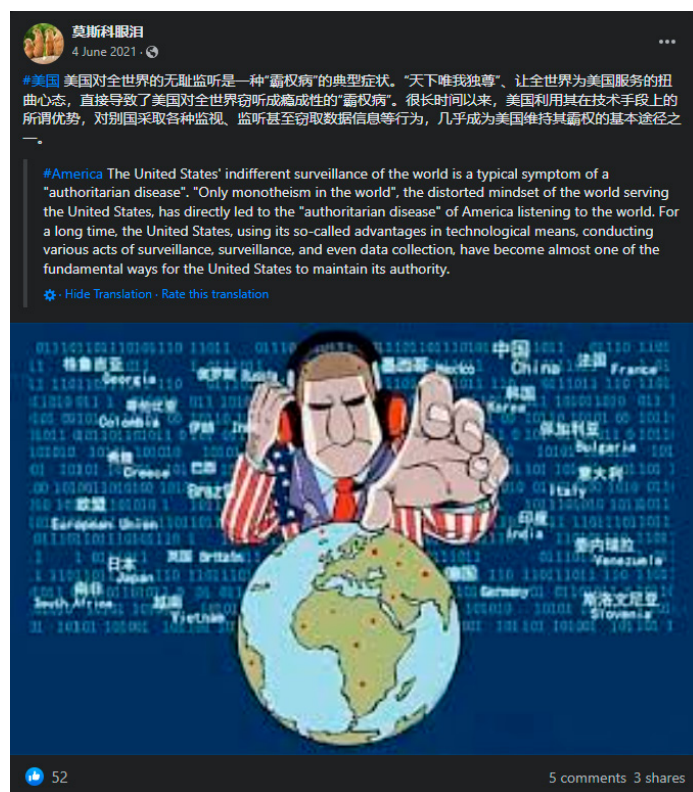 莫斯科眼泪
4 June 2021 ·
#美国 美国对全世界的无耻监听是一种“霸权病”的典型症状。“天下唯我独尊”、让全世界为美国服务的扭
曲心态，直接导致了美国对全世界窃听成瘾成性的“霸权病”。很长时间以来，美国利用其在技术手段上的
所谓优势，对别国采取各种监视、监听甚至窃取数据信息等行为，几乎成为美国维持其霸权的基本途径之
一。
#America The United States' indifferent surveillance of the world is a typical symptom of a
"authoritarian disease". "Only monotheism in the world", the distorted mindset of the world serving
the United States, has directly led to the "authoritarian disease" of America listening to the world. For
a long time, the United States, using its so-called advantages in technological means, conducting
various acts of surveillance, surveillance, and even data collection, have become almost one of the
fundamental ways for the United States to maintain its authority.
· Hide Translation · Rate this translation
中国
China
法国
France
格鲁吉亚
Georgia
俄罗斯 Russia
墨西哥
韩国
Korea
哥伦比亚
Colombia
伊朗
保加利亚
Bulgaria
希腊
Greece
巴西
意大利
Italy
欧盟
European Union
印度
India
委内瑞拉
Venezuela
日本
Japan
英国 Britain
德国
Germany
南非
South Africa
越南
Vietnam
斯洛文尼亚
Slovenia
52
5 comments 3 shares